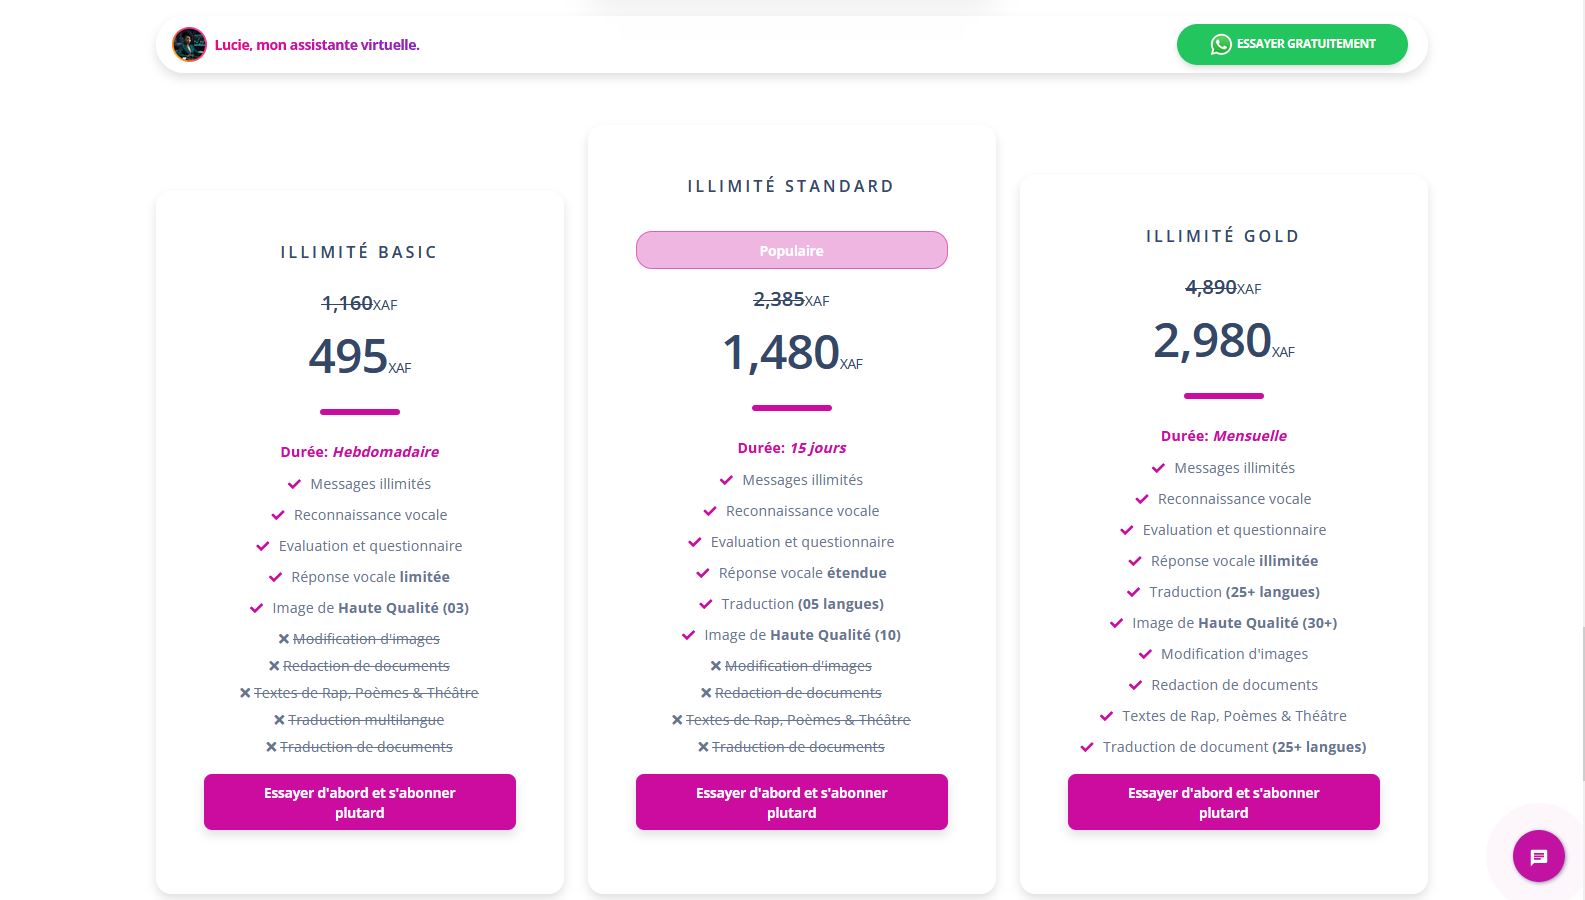 Lucie, mon assistante virtuelle.
ESSAYER GRATUITEMENT
ILLIMITÉ BASIC
1,160XAF
495XAF
Durée: Hebdomadaire
Messages illimités
Reconnaissance vocale
Evaluation et questionnaire
Réponse vocale limitée
Image de Haute Qualité (03)
Modification d'images
Redaction de documents
Textes de Rap, Poèmes & Théâtre
Traduction multilangue
Traduction de documents
Essayer d'abord et s'abonner
plutard
ILLIMITÉ STANDARD
Populaire
2,385XAF
1,480XAF
Durée: 15 jours
Messages illimités
Reconnaissance vocale
Evaluation et questionnaire
Réponse vocale étendue
Traduction (05 langues)
Image de Haute Qualité (10)
Modification d'images
Redaction de documents
Textes de Rap, Poèmes & Théâtre
Traduction de documents
Essayer d'abord et s'abonner
plutard
ILLIMITÉ GOLD
4,890XAF
2,980XAF
Durée: Mensuelle
Messages illimités
Reconnaissance vocale
Evaluation et questionnaire
Réponse vocale illimitée
Traduction (25+ langues)
Image de Haute Qualité (30+)
Modification d'images
Redaction de documents
Textes de Rap, Poèmes & Théâtre
Traduction de document (25+ langues)
Essayer d'abord et s'abonner
plutard